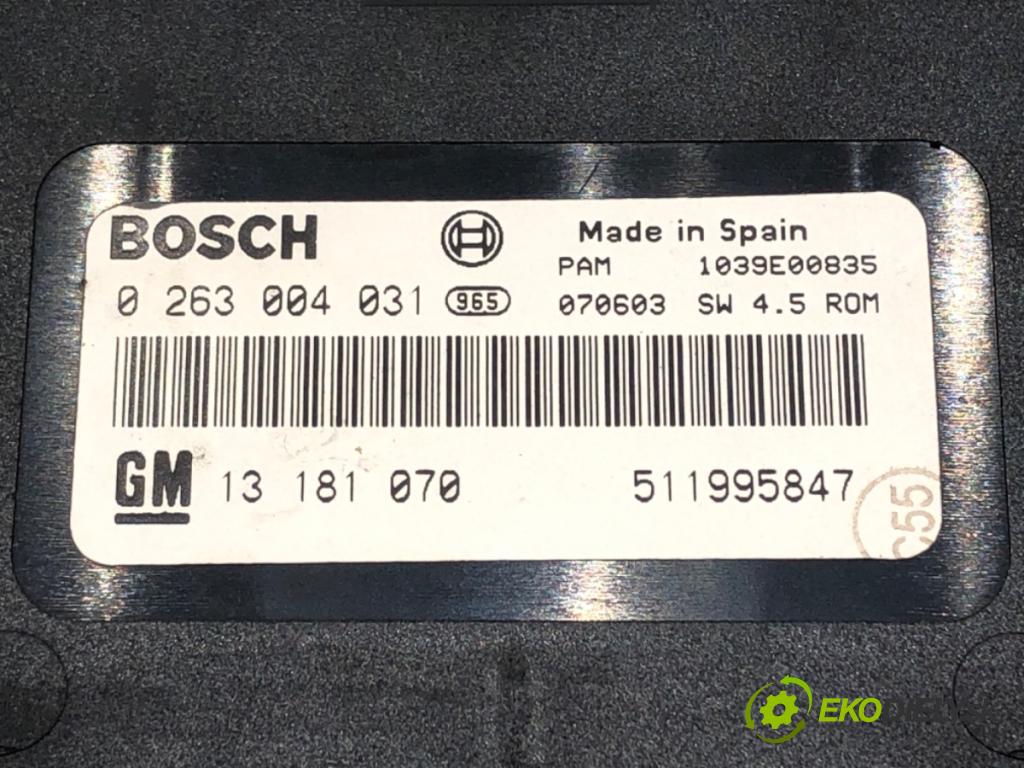 BOSCH
Made in Spain
PAM 1039E00835
0 263 004 031 965
070603 SW 4.5 ROM
GM 13 181 070
511995847
C55
EKO